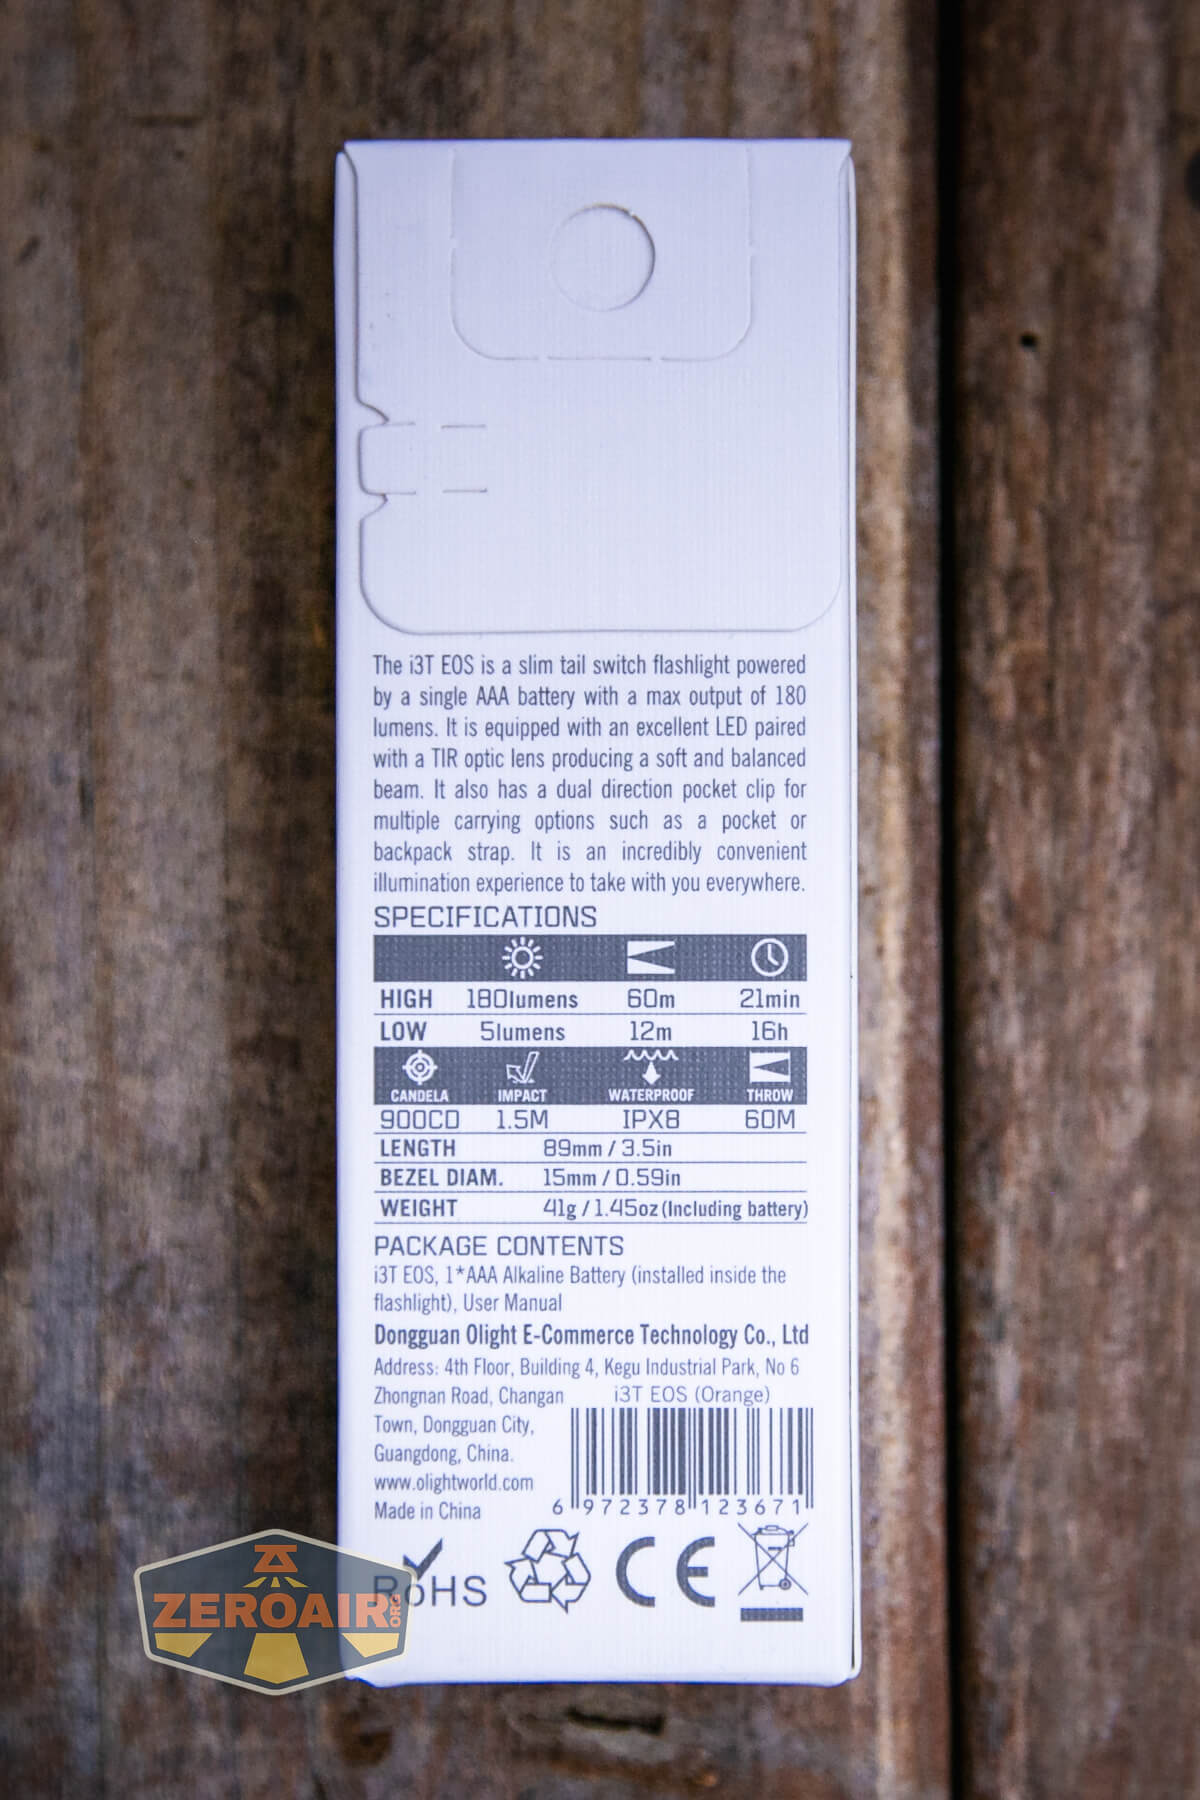 The i3T EOS is a slim tail switch flashlight powered
by a single AAA battery with a max output of 180
lumens. It is equipped with an excellent LED paired
with a TIR optic lens producing a soft and balanced
beam. It also has a dual direction pocket clip for
multiple carrying options such as a pocket or
backpack strap. It is an incredibly convenient
illumination experience to take with you everywhere.
SPECIFICATIONS
HIGH 180lumens 60m 21min
LOW 5lumens 12m 16h
CANDELA IMPACT WATERPROOF THROW
900CD 1.5M IPX8 60M
LENGTH 89mm / 3.5in
BEZEL DIAM. 15mm / 0.59in
WEIGHT 41g / 1.45oz (Including battery)
PACKAGE CONTENTS
i3T EOS, 1*AAA Alkaline Battery (installed inside the
flashlight), User Manual
Dongguan Olight E-Commerce Technology Co., Ltd
Address: 4th Floor, Building 4, Kegu Industrial Park, No 6
Zhongnan Road, Changan i3T EOS (Orange)
Town, Dongguan City,
Guangdong, China.
www.olightworld.com
Made in China
6 972378 123671
RoHS CE
ZEROAIR.ORG